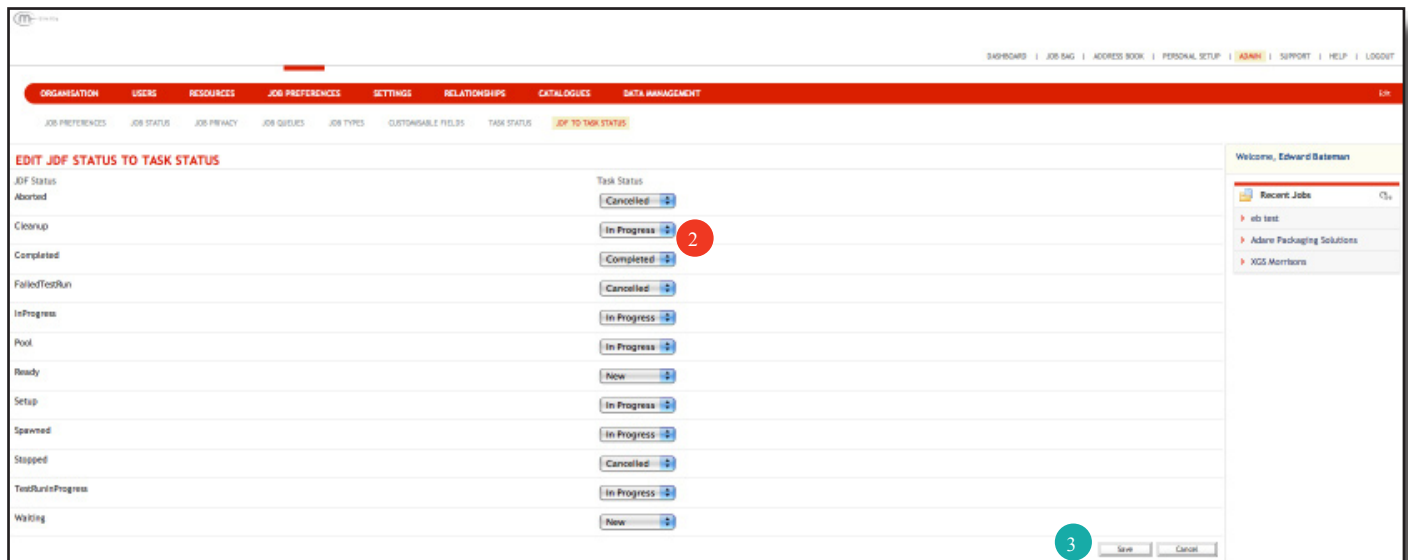 DASHBOARD | JOB BAG | ADDRESS BOOK | PERSONAL SETUP | ADMIN | SUPPORT | HELP | LOGOUT
ORGANISATION USERS RESOURCES JOB PREFERENCES SETTINGS RELATIONSHIPS CATALOGUES DATA MANAGEMENT
JOB PREFERENCES JOB STATUS JOB PRIVACY JOB QUEUES JOB TYPES CUSTOMISABLE FIELDS TASK STATUS JDF TO TASK STATUS
EDIT JDF STATUS TO TASK STATUS
JDF Status Task Status
Aborted Cancelled
Cleanup In Progress 2
Completed Completed
FailedTestRun Cancelled
InProgress In Progress
Pool In Progress
Ready New
Setup In Progress
Spawned In Progress
Stopped Cancelled
TestRunInProgress In Progress
Waiting New
3 Save Cancel
Welcome, Edward Bateman
Recent Jobs
eb test
Adare Packaging Solutions
XGS Morrisons